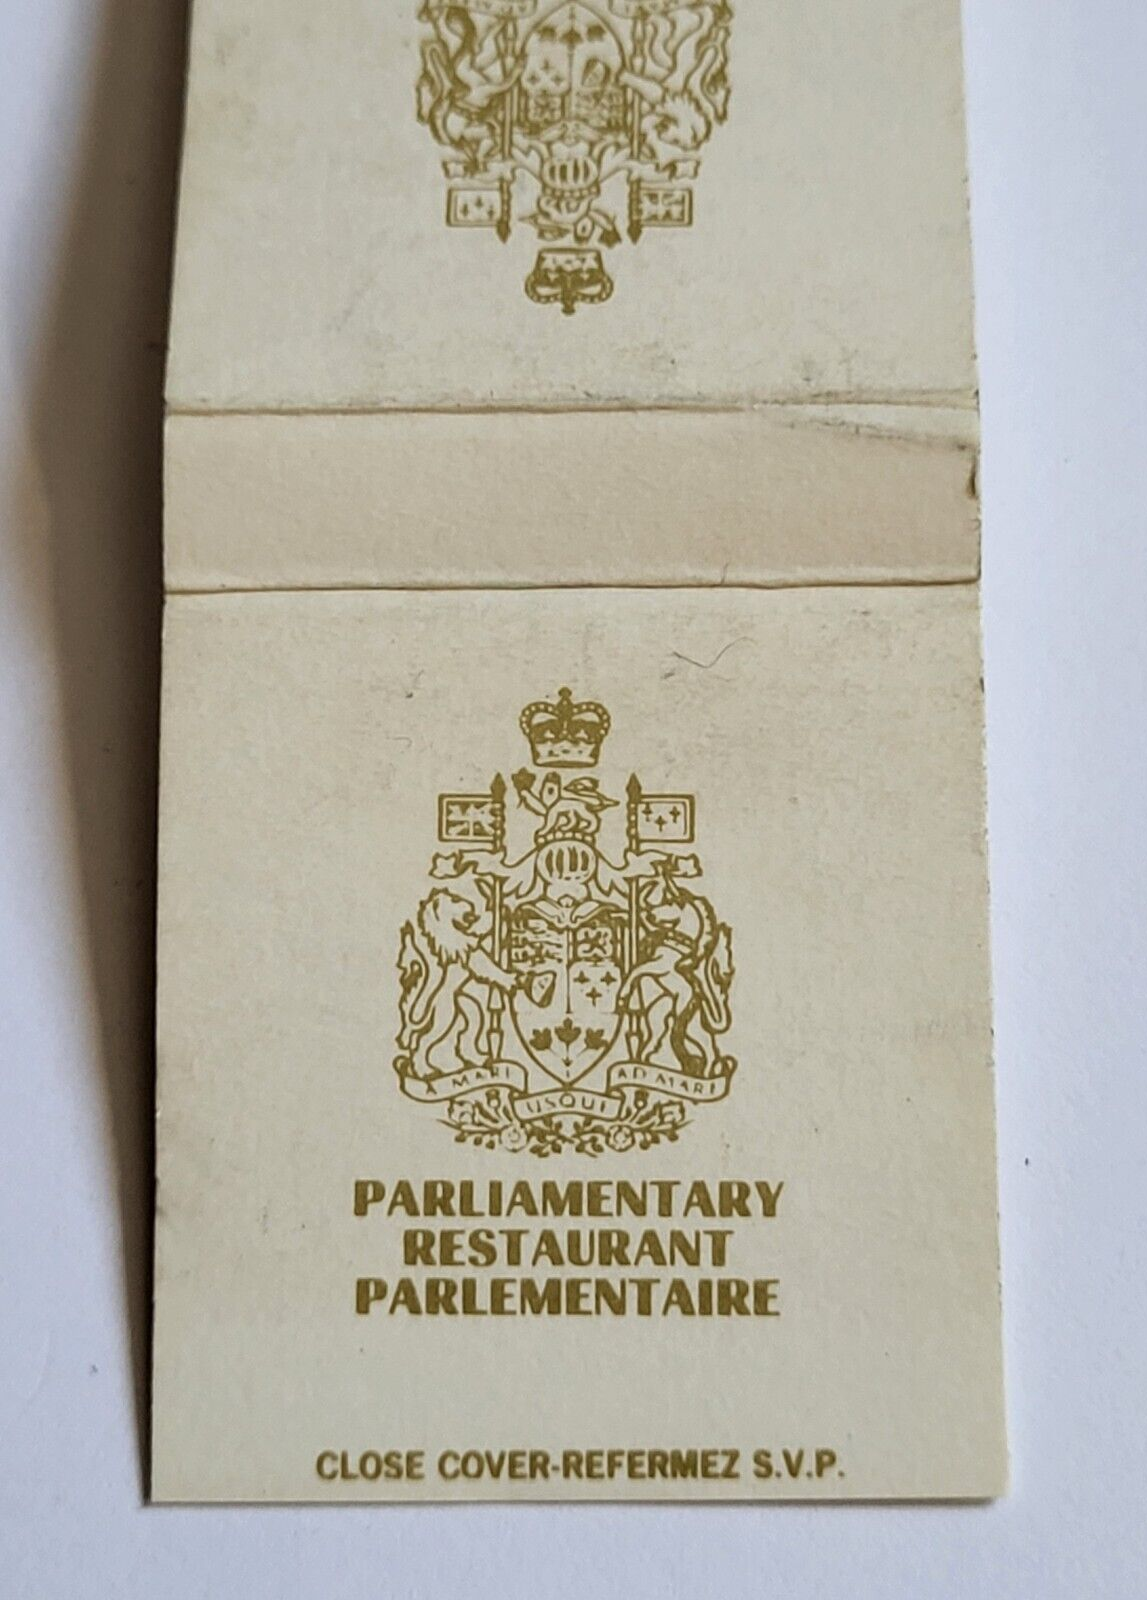 A MARI USQUE AD MARE
PARLIAMENTARY
RESTAURANT
PARLEMENTAIRE
CLOSE COVER-REFERMEZ S.V.P.